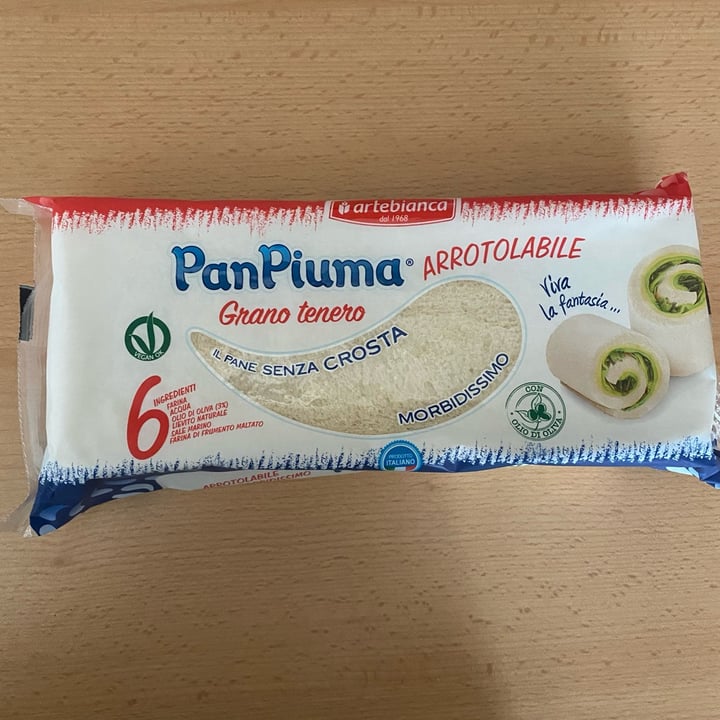 artebianca
dal 1968
PanPiuma®
ARROTOLABILE
Grano tenero
Viva
la fantasia...
IL PANE SENZA CROSTA
MORBIDISSIMO
VEGAN OK
6
INGREDIENTI
FARINA
ACQUA
OLIO DI OLIVA (3%)
LIEVITO NATURALE
SALE MARINO
FARINA DI FRUMENTO MALTATO
CON
OLIO DI OLIVA
PRODOTTO
ITALIANO
ARROTOLABILE
MORBIDISSIMO